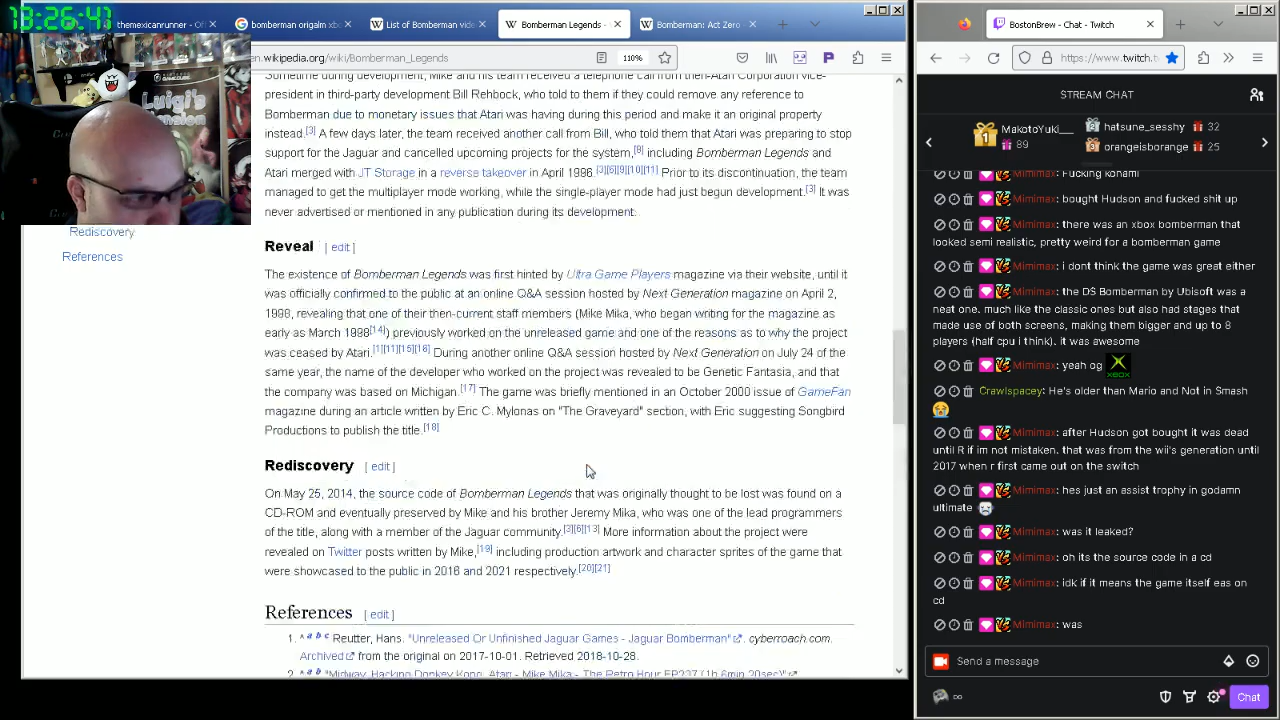 13:26:41
themexicanrunner - Of
bomberman origalm xb
List of Bomberman vide
Bomberman Legends -
Bomberman: Act Zero
BostonBrew - Chat - Twitch
en.wikipedia.org/wiki/Bomberman_Legends
110%
https://www.twitch.t
Sometime during development, Mike and his team received a telephone call from then-Atari Corporation vice-
president in third-party development Bill Rehbock, who told to them if they could remove any reference to
Bomberman due to monetary issues that Atari was having during this period and make it an original property
instead.[3] A few days later, the team received another call from Bill, who told them that Atari was preparing to stop
support for the Jaguar and cancelled upcoming projects for the system,[9] including Bomberman Legends and
Atari merged with JT Storage in a reverse takeover in April 1996.[3][6][9][10][11] Prior to its discontinuation, the team
managed to get the multiplayer mode working, while the single-player mode had just begun development.[3] It was
never advertised or mentioned in any publication during its development.
Rediscovery
References
Reveal [ edit ]
The existence of Bomberman Legends was first hinted by Ultra Game Players magazine via their website, until it
was officially confirmed to the public at an online Q&A session hosted by Next Generation magazine on April 2,
1998, revealing that one of their then-current staff members (Mike Mika, who began writing for the magazine as
early as March 1998[14]) previously worked on the unreleased game and one of the reasons as to why the project
was ceased by Atari.[1][11][15][16] During another online Q&A session hosted by Next Generation on July 24 of the
same year, the name of the developer who worked on the project was revealed to be Genetic Fantasia, and that
the company was based on Michigan.[17] The game was briefly mentioned in an October 2000 issue of GameFan
magazine during an article written by Eric C. Mylonas on "The Graveyard" section, with Eric suggesting Songbird
Productions to publish the title.[18]
Rediscovery [ edit ]
On May 25, 2014, the source code of Bomberman Legends that was originally thought to be lost was found on a
CD-ROM and eventually preserved by Mike and his brother Jeremy Mika, who was one of the lead programmers
of the title, along with a member of the Jaguar community.[3][6][13] More information about the project were
revealed on Twitter posts written by Mike,[19] including production artwork and character sprites of the game that
were showcased to the public in 2016 and 2021 respectively.[20][21]
References [ edit ]
1. ^ a b c Reutter, Hans. "Unreleased Or Unfinished Jaguar Games - Jaguar Bomberman". cyberroach.com.
Archived from the original on 2017-10-01. Retrieved 2018-10-28.
2. ^ a b "Midway, Hacking Donkey Kong, Atari - Mike Mika - The Retro Hour EP207 (1h 6min 20sec)".
STREAM CHAT
1 MakotoYuki___ 89
2 hatsune_sesshy 32
3 orangeisborange 25
Mimimax: Fucking konami
Mimimax: bought Hudson and fucked shit up
Mimimax: there was an xbox bomberman that
looked semi realistic, pretty weird for a bomberman game
Mimimax: i dont think the game was great either
Mimimax: the DS Bomberman by Ubisoft was a
neat one. much like the classic ones but also had stages that
made use of both screens, making them bigger and up to 8
players (half cpu i think). it was awesome
Mimimax: yeah og XBOX
Crawlspacey: He's older than Mario and Not in Smash
Mimimax: after Hudson got bought it was dead
until R if im not mistaken. that was from the wii's generation until
2017 when r first came out on the switch
Mimimax: hes just an assist trophy in godamn
ultimate
Mimimax: was it leaked?
Mimimax: oh its the source code in a cd
Mimimax: idk if it means the game itself eas on
cd
Mimimax: was
Send a message
∞
Chat
Luigi's